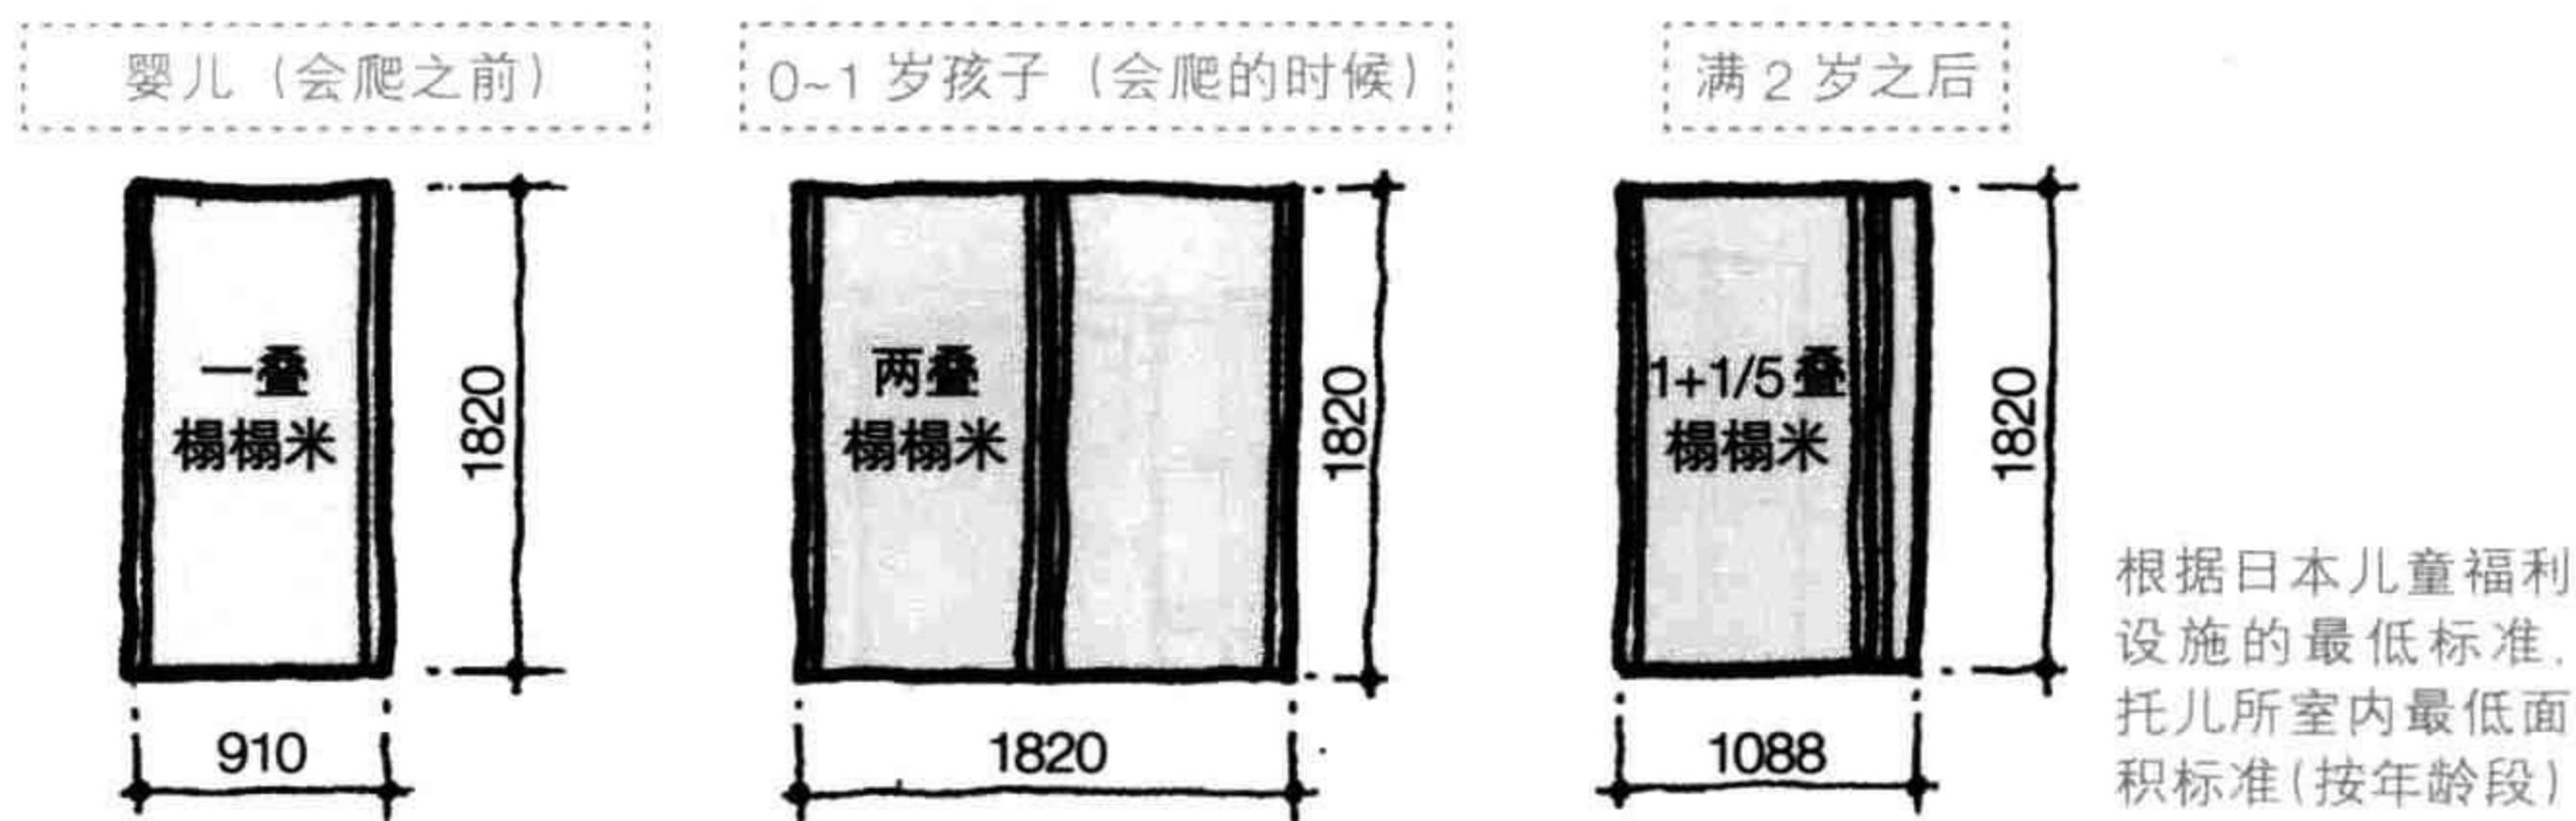 婴儿（会爬之前）
0~1 岁孩子（会爬的时候）
满 2 岁之后
一叠
榻榻米
1820
910
两叠
榻榻米
1820
1820
1+1/5 叠
榻榻米
1820
1088
根据日本儿童福利
设施的最低标准，
托儿所室内最低面
积标准(按年龄段)